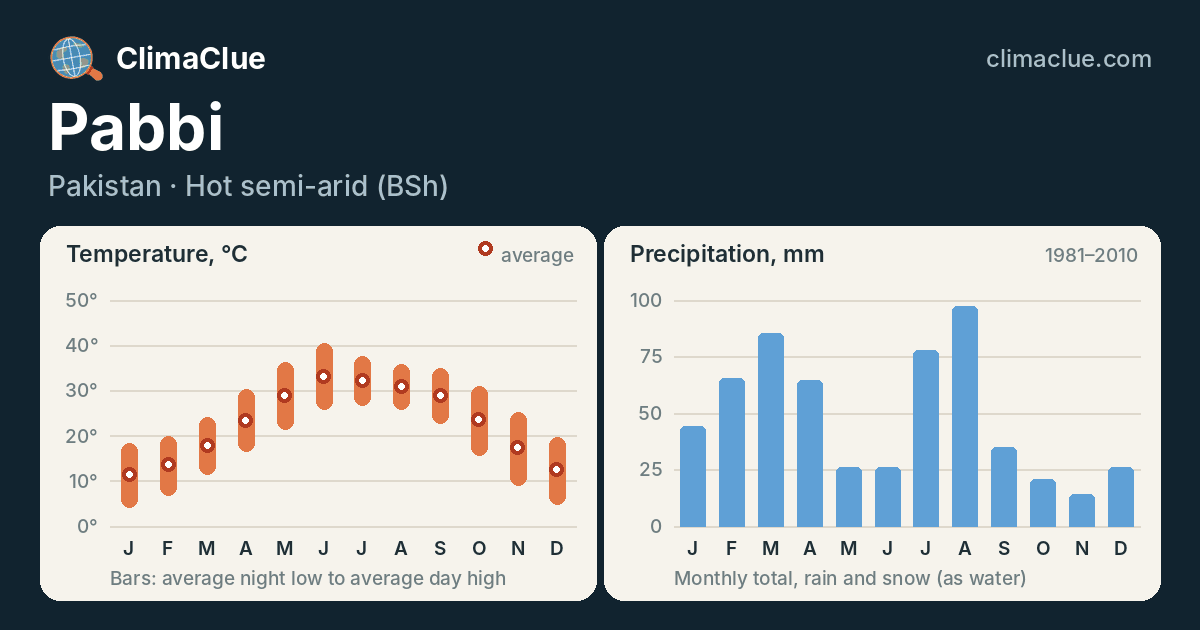 ClimaClue
climaclue.com
Pabbi
Pakistan · Hot semi-arid (BSh)
Temperature, °C
average
50°
40°
30°
20°
10°
0°
J F M A M J J A S O N D
Bars: average night low to average day high
Precipitation, mm
1981–2010
100
75
50
25
0
J F M A M J J A S O N D
Monthly total, rain and snow (as water)